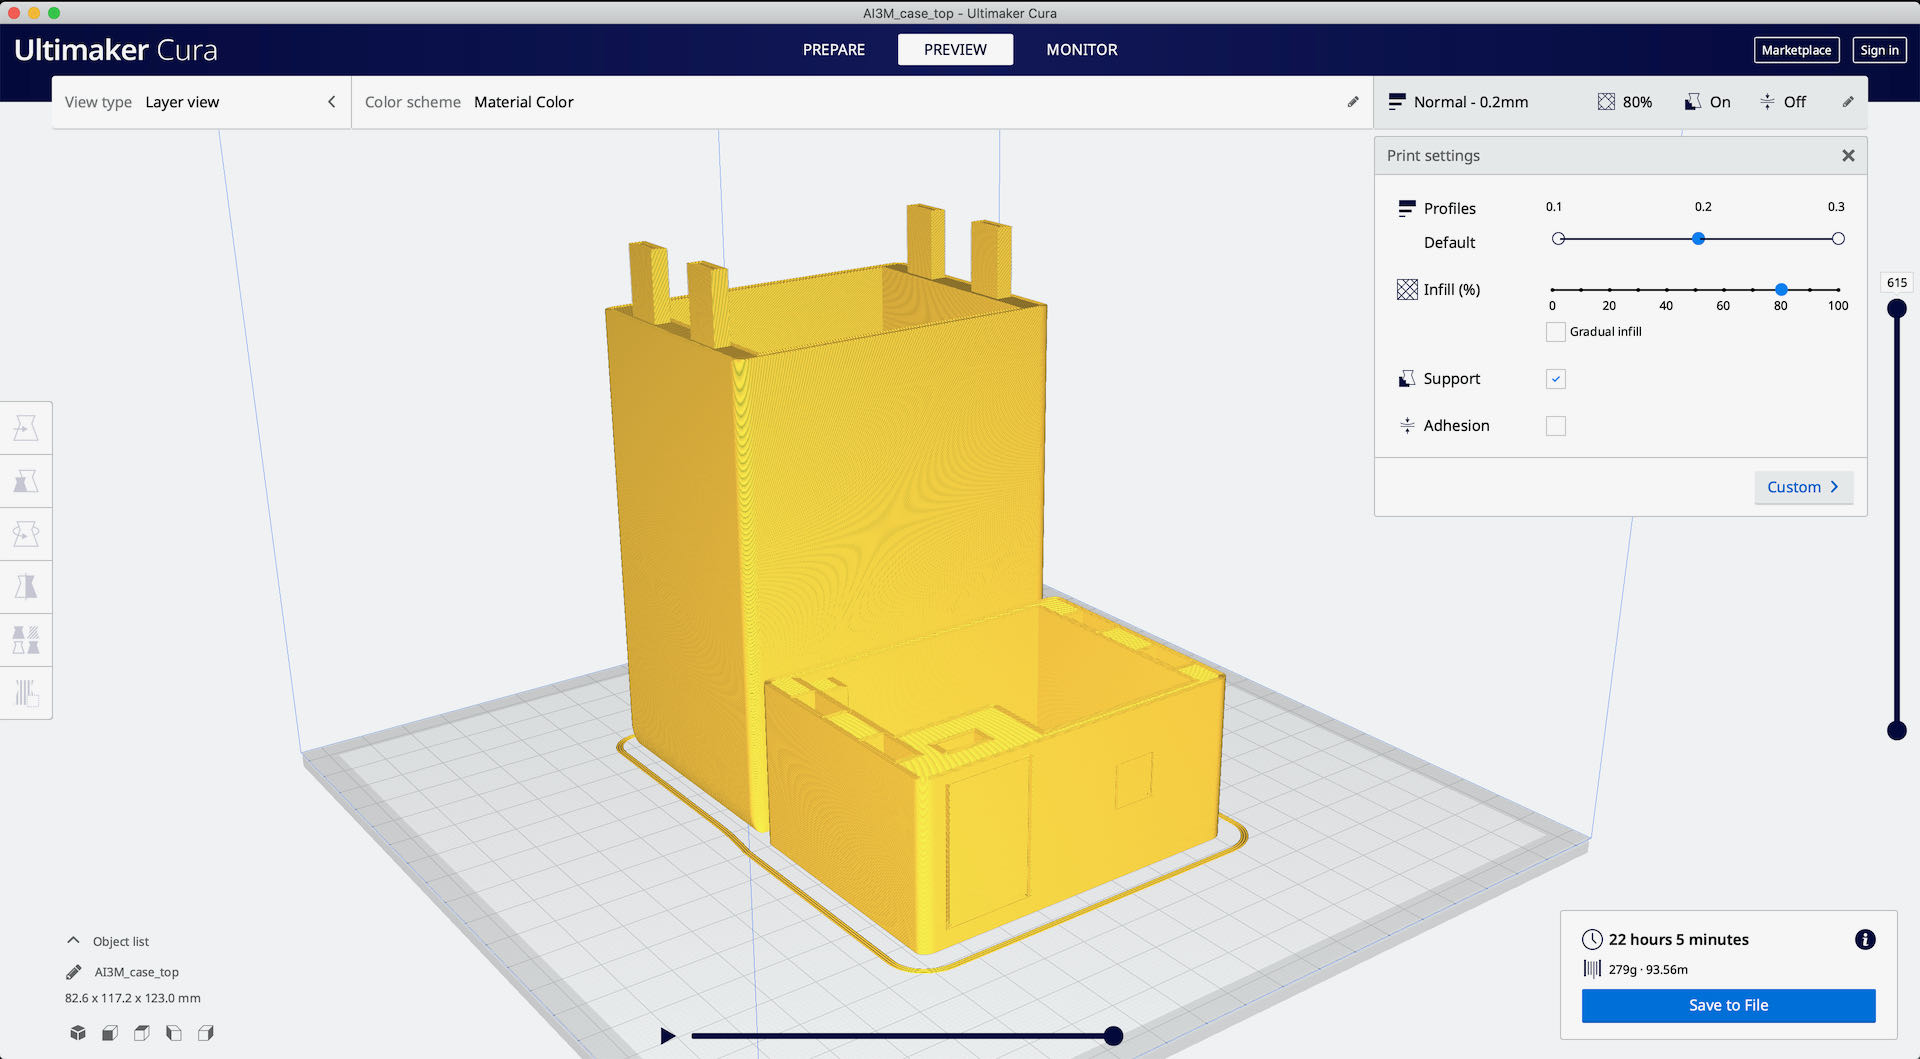 AI3M_case_top - Ultimaker Cura
Ultimaker Cura
PREPARE PREVIEW MONITOR
Marketplace Sign in
View type Layer view
Color scheme Material Color
Normal - 0.2mm 80% On Off
Print settings
Profiles 0.1 0.2 0.3
Default
Infill (%)
0 20 40 60 80 100
Gradual infill
Support
Adhesion
Custom
615
Object list
AI3M_case_top
82.6 x 117.2 x 123.0 mm
22 hours 5 minutes
279g · 93.56m
Save to File